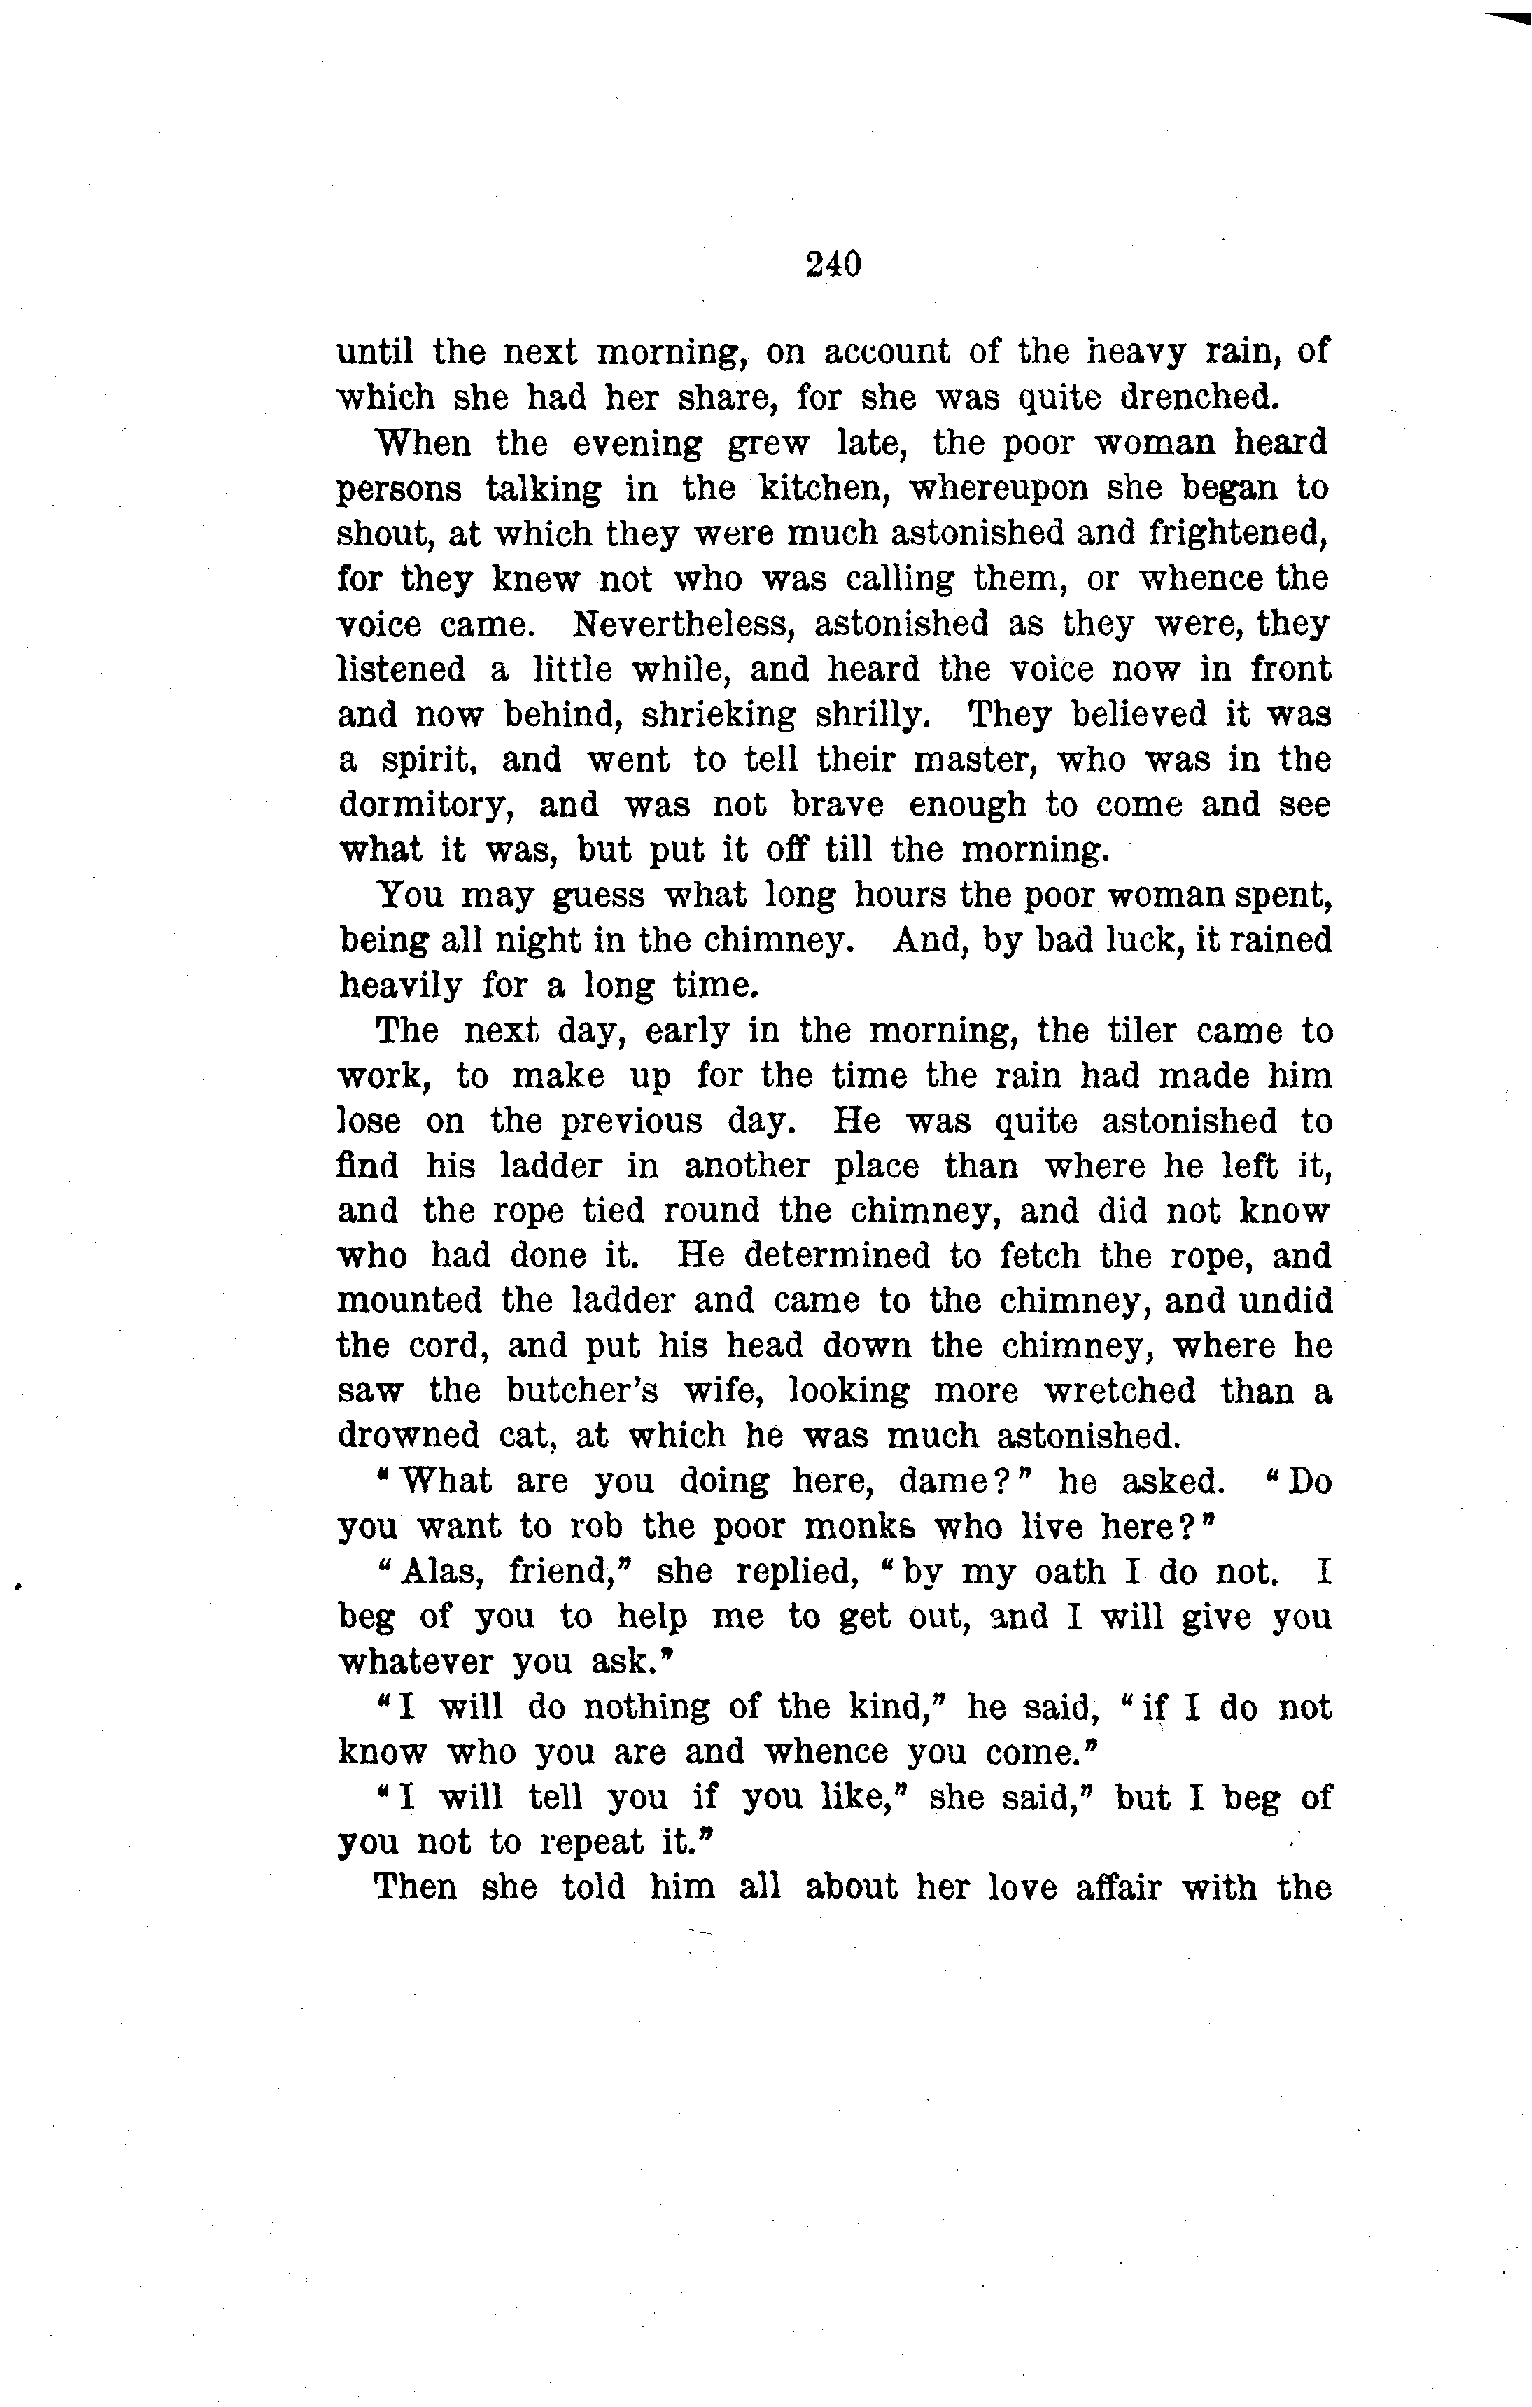 240
until the next morning, on account of the heavy rain, of
which she had her share, for she was quite drenched.
When the evening grew late, the poor woman heard
persons talking in the kitchen, whereupon she began to
shout, at which they were much astonished and frightened,
for they knew not who was calling them, or whence the
voice came. Nevertheless, astonished as they were, they
listened a little while, and heard the voice now in front
and now behind, shrieking shrilly. They believed it was
a spirit, and went to tell their master, who was in the
dormitory, and was not brave enough to come and see
what it was, but put it off till the morning.
You may guess what long hours the poor woman spent,
being all night in the chimney. And, by bad luck, it rained
heavily for a long time.
The next day, early in the morning, the tiler came to
work, to make up for the time the rain had made him
lose on the previous day. He was quite astonished to
find his ladder in another place than where he left it,
and the rope tied round the chimney, and did not know
who had done it. He determined to fetch the rope, and
mounted the ladder and came to the chimney, and undid
the cord, and put his head down the chimney, where he
saw the butcher's wife, looking more wretched than a
drowned cat, at which he was much astonished.
"What are you doing here, dame?" he asked. "Do
you want to rob the poor monks who live here?"
"Alas, friend," she replied, "by my oath I do not. I
beg of you to help me to get out, and I will give you
whatever you ask."
"I will do nothing of the kind," he said, "if I do not
know who you are and whence you come."
"I will tell you if you like," she said," but I beg of
you not to repeat it."
Then she told him all about her love affair with the